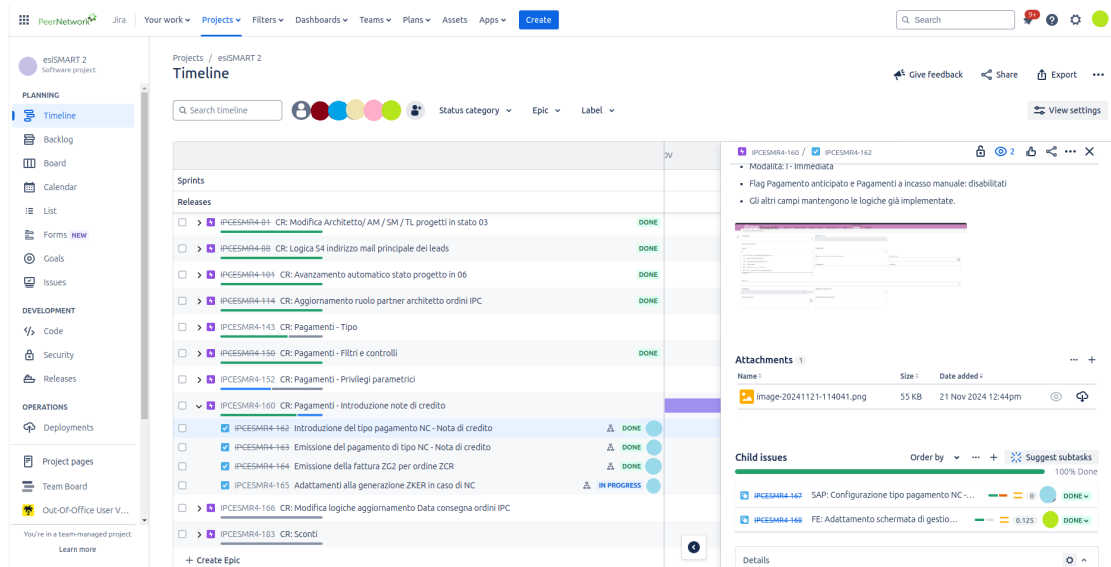 PeerNetwork
Jira
Your work
Projects
Filters
Dashboards
Teams
Plans
Assets
Apps
Create
Search
9+
esiSMART 2
Software project
PLANNING
Timeline
Backlog
Board
Calendar
List
Forms NEW
Goals
Issues
DEVELOPMENT
Code
Security
Releases
OPERATIONS
Deployments
Project pages
Team Board
Out-Of-Office User V...
You're in a team-managed project
Learn more
Projects / esiSMART 2
Timeline
Give feedback
Share
Export
Search timeline
Status category
Epic
Label
View settings
OV
Sprints
Releases
IPCESMR4-81 CR: Modifica Architetto/ AM / SM / TL progetti in stato 03 DONE
IPCESMR4-88 CR: Logica S4 indirizzo mail principale dei leads DONE
IPCESMR4-101 CR: Avanzamento automatico stato progetto in 06 DONE
IPCESMR4-114 CR: Aggiornamento ruolo partner architetto ordini IPC DONE
IPCESMR4-143 CR: Pagamenti - Tipo
IPCESMR4-150 CR: Pagamenti - Filtri e controlli DONE
IPCESMR4-152 CR: Pagamenti - Privilegi parametrici
IPCESMR4-160 CR: Pagamenti - Introduzione note di credito
IPCESMR4-162 Introduzione del tipo pagamento NC - Nota di credito DONE
IPCESMR4-163 Emissione del pagamento di tipo NC - Nota di credito DONE
IPCESMR4-164 Emissione della fattura ZG2 per ordine ZCR DONE
IPCESMR4-165 Adattamenti alla generazione ZKER in caso di NC IN PROGRESS
IPCESMR4-166 CR: Modifica logiche aggiornamento Data consegna ordini IPC
IPCESMR4-183 CR: Sconti
+ Create Epic
IPCESMR4-160 / IPCESMR4-162
2
• Modalità: I - Immediata
• Flag Pagamento anticipato e Pagamenti a incasso manuale: disabilitati
• Gli altri campi mantengono le logiche già implementate.
Attachments 1
Name
Size
Date added
image-20241121-114041.png 55 KB 21 Nov 2024 12:44pm
Child issues
Order by
Suggest subtasks
100% Done
IPCESMR4-167 SAP: Configurazione tipo pagamento NC -... 0 DONE
IPCESMR4-168 FE: Adattamento schermata di gestio... 0.125 DONE
Details